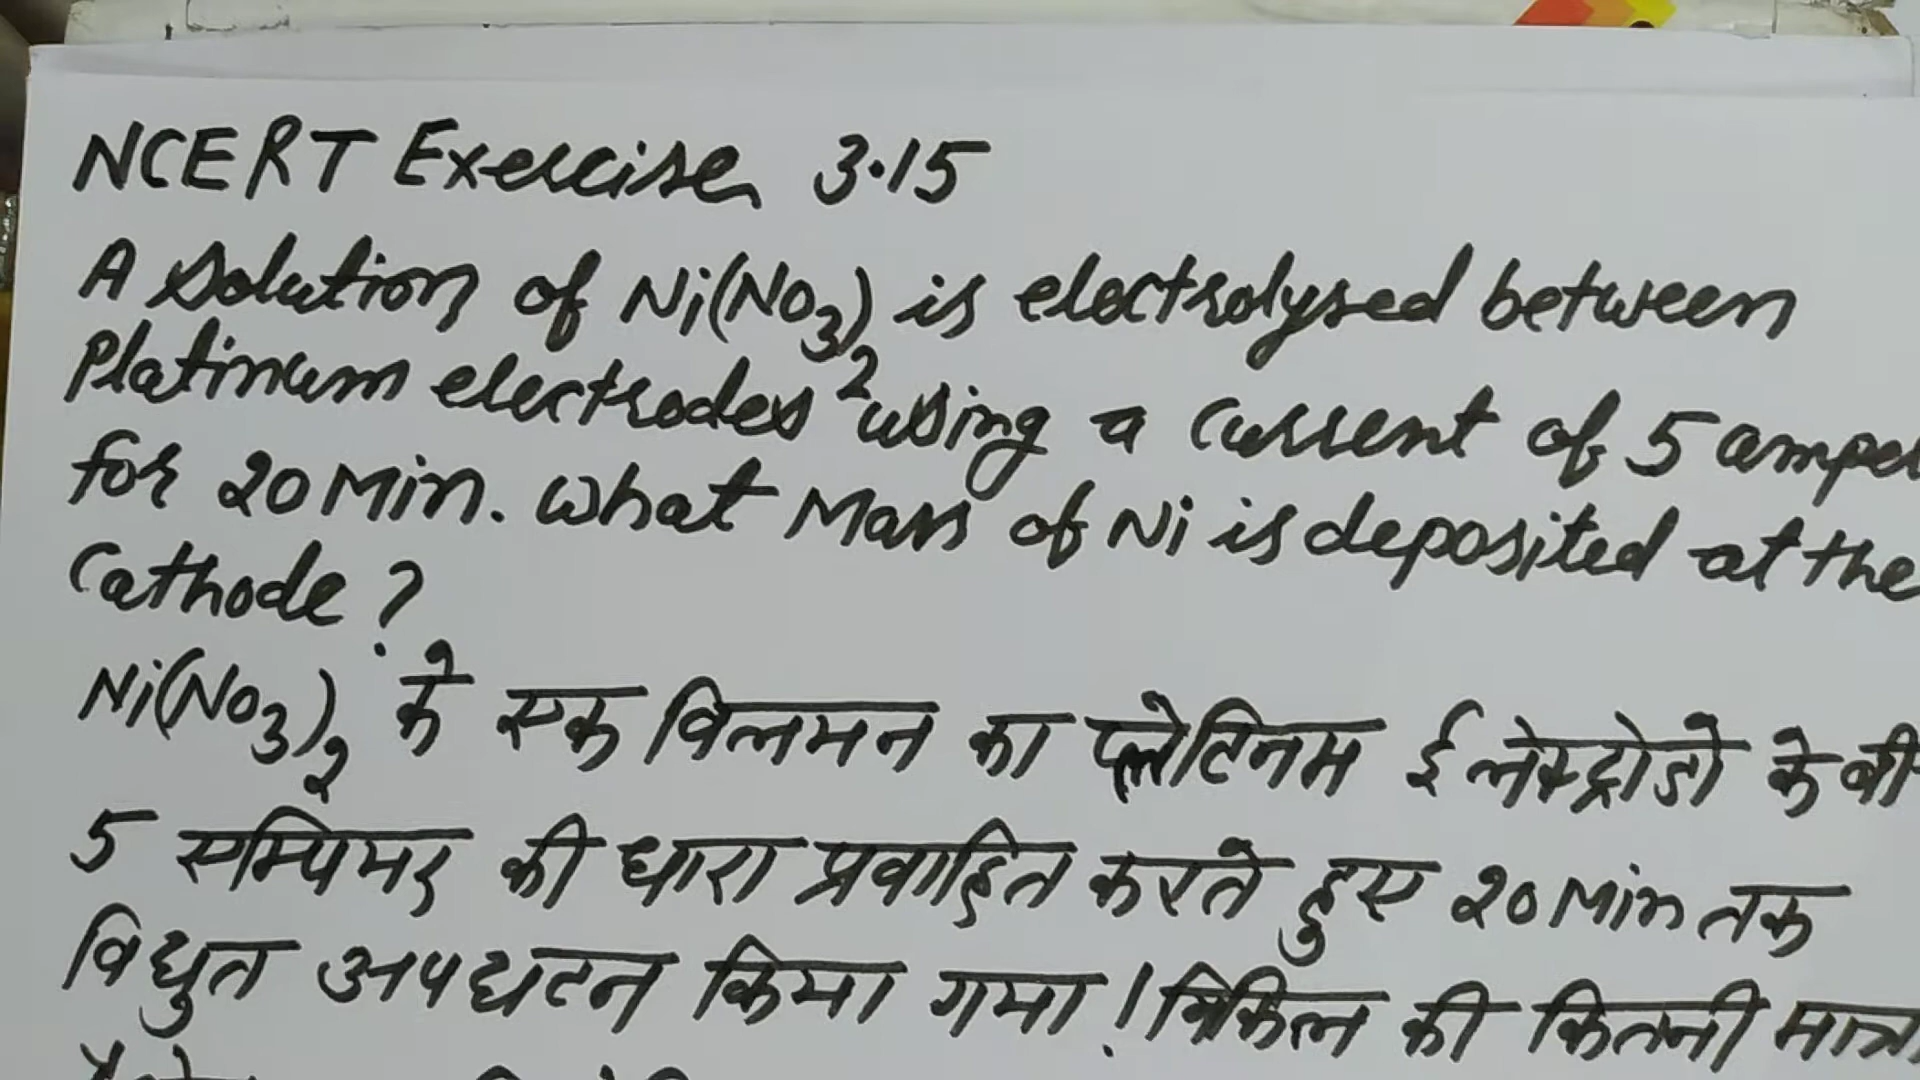 NCERT Exercise 3.15
A solution of Ni(NO3)2 is electrolysed between
Platinum electrodes using a current of 5 ampe
for 20 Min. what Mass of Ni is deposited at the
Cathode?
Ni(NO3)2 के एक विलयन का प्लेटिनम ईलेक्ट्रोडो के बी
5 एम्पियर की धारा प्रवाहित करते हुए 20 Min तक
विधुत अपघटन किया गया! निकिल की कितनी मात्रा